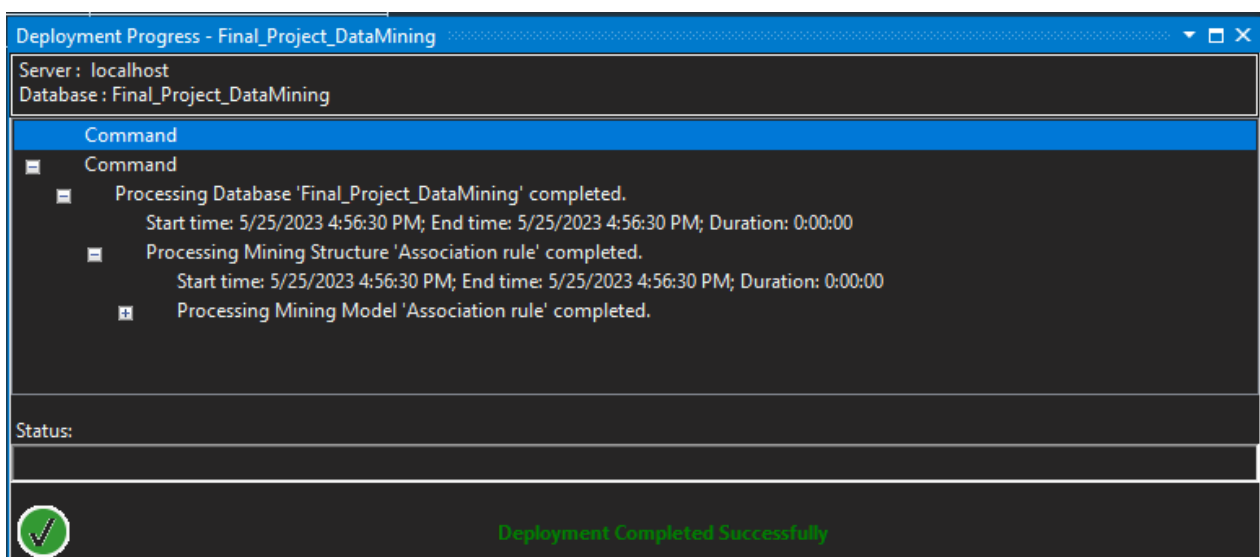 Deployment Progress - Final_Project_DataMining
Server : localhost
Database : Final_Project_DataMining
Command
Command
Processing Database 'Final_Project_DataMining' completed.
Start time: 5/25/2023 4:56:30 PM; End time: 5/25/2023 4:56:30 PM; Duration: 0:00:00
Processing Mining Structure 'Association rule' completed.
Start time: 5/25/2023 4:56:30 PM; End time: 5/25/2023 4:56:30 PM; Duration: 0:00:00
Processing Mining Model 'Association rule' completed.
Status:
Deployment Completed Successfully